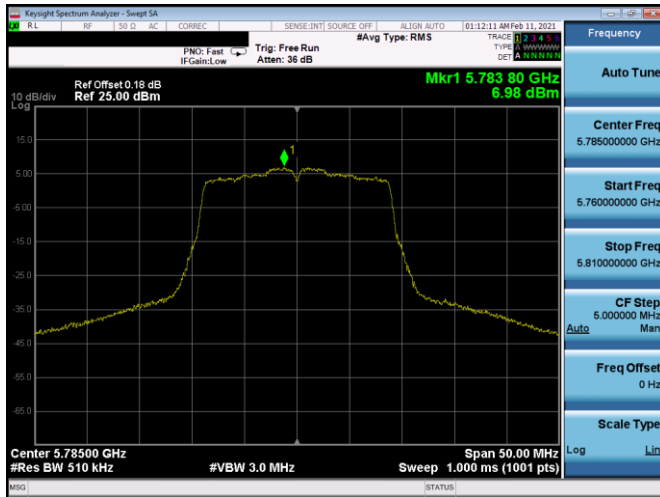 Keysight Spectrum Analyzer - Swept SA
RL RF 50 Ω AC CORREC SENSE:INT SOURCE OFF ALIGN AUTO 01:12:11 AM Feb 11, 2021
#Avg Type: RMS
TRACE 1 2 3 4 5 6
PNO: Fast Trig: Free Run TYPE A WWWWW
IFGain:Low Atten: 36 dB DET A N N N N N
Ref Offset 0.18 dB
10 dB/div Ref 25.00 dBm
Mkr1 5.783 80 GHz
6.98 dBm
Log
15.0
5.00
-5.00
-15.0
-25.0
-35.0
-45.0
-55.0
-65.0
1
Center 5.78500 GHz Span 50.00 MHz
#Res BW 510 kHz #VBW 3.0 MHz Sweep 1.000 ms (1001 pts)
MSG STATUS
Frequency
Auto Tune
Center Freq
5.785000000 GHz
Start Freq
5.760000000 GHz
Stop Freq
5.810000000 GHz
CF Step
5.000000 MHz
Auto Man
Freq Offset
0 Hz
Scale Type
Log Lin